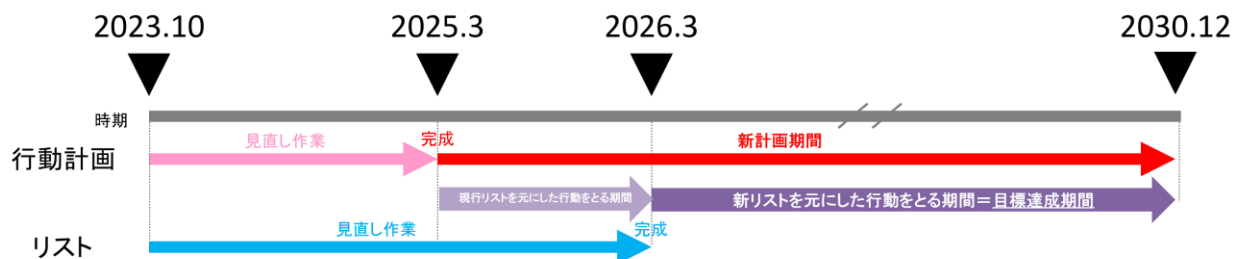 2023.10 2025.3 2026.3 2030.12
時期
見直し作業 完成 新計画期間
行動計画
現行リストを元にした行動をとる期間 新リストを元にした行動をとる期間＝目標達成期間
見直し作業 完成
リスト